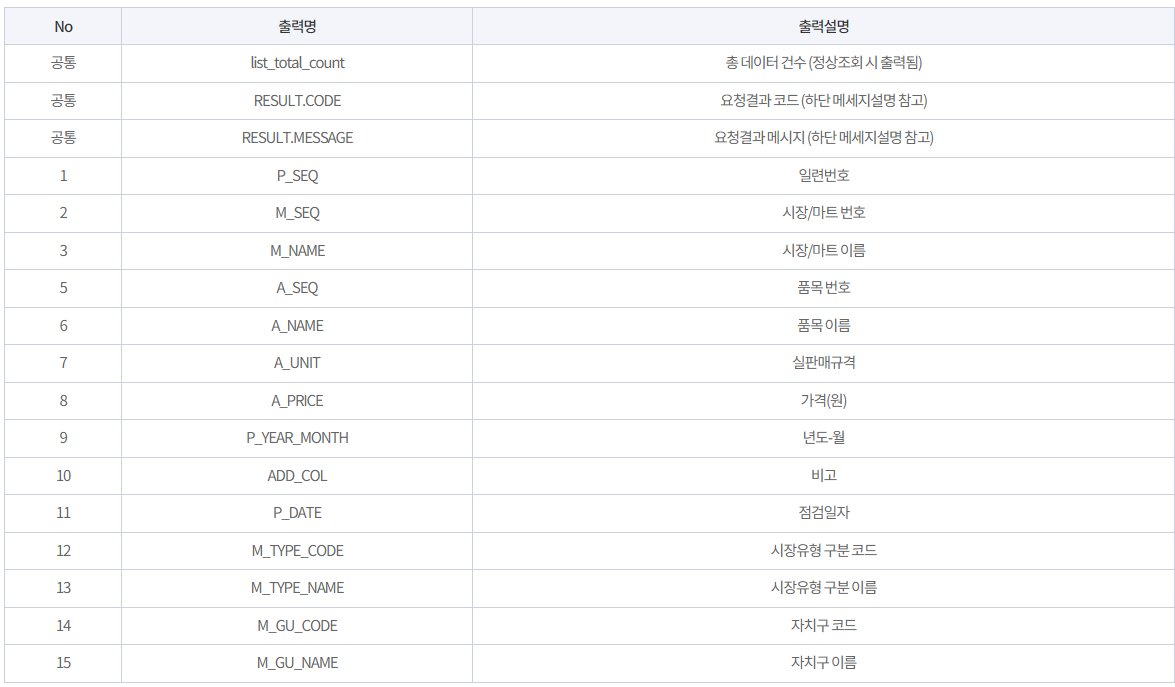 No 출력명 출력설명
공통 list_total_count 총 데이터 건수 (정상조회 시 출력됨)
공통 RESULT.CODE 요청결과 코드 (하단 메세지설명 참고)
공통 RESULT.MESSAGE 요청결과 메시지 (하단 메세지설명 참고)
1 P_SEQ 일련번호
2 M_SEQ 시장/마트 번호
3 M_NAME 시장/마트 이름
5 A_SEQ 품목 번호
6 A_NAME 품목 이름
7 A_UNIT 실판매규격
8 A_PRICE 가격(원)
9 P_YEAR_MONTH 년도-월
10 ADD_COL 비고
11 P_DATE 점검일자
12 M_TYPE_CODE 시장유형 구분 코드
13 M_TYPE_NAME 시장유형 구분 이름
14 M_GU_CODE 자치구 코드
15 M_GU_NAME 자치구 이름